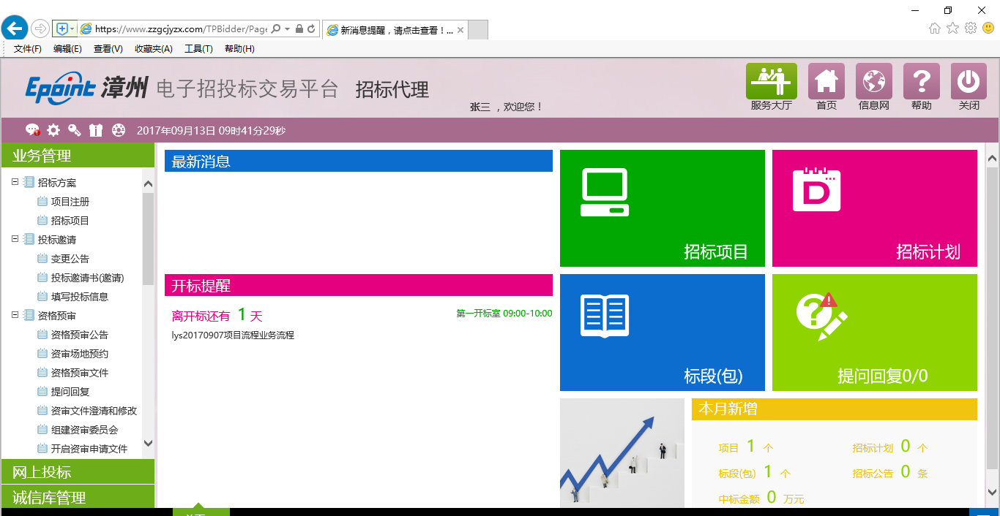 https://www.zzgcjyzx.com/TPBidder/Page
新消息提醒，请点击查看！...
文件(F) 编辑(E) 查看(V) 收藏夹(A) 工具(T) 帮助(H)
Epoint 漳州 电子招投标交易平台 招标代理
张三 ，欢迎您！
服务大厅 首页 信息网 帮助 关闭
2017年09月13日 09时41分29秒
业务管理
招标方案
项目注册
招标项目
投标邀请
变更公告
投标邀请书(邀请)
填写投标信息
资格预审
资格预审公告
资审场地预约
资格预审文件
提问回复
资审文件澄清和修改
组建资审委员会
开启资审申请文件
网上投标
诚信库管理
最新消息
开标提醒
离开标还有 1 天
第一开标室 09:00-10:00
lys20170907项目流程业务流程
招标项目
D
招标计划
标段(包)
提问回复0/0
本月新增
项目 1 个 招标计划 0 个
标段(包) 1 个 招标公告 0 条
中标金额 0 万元